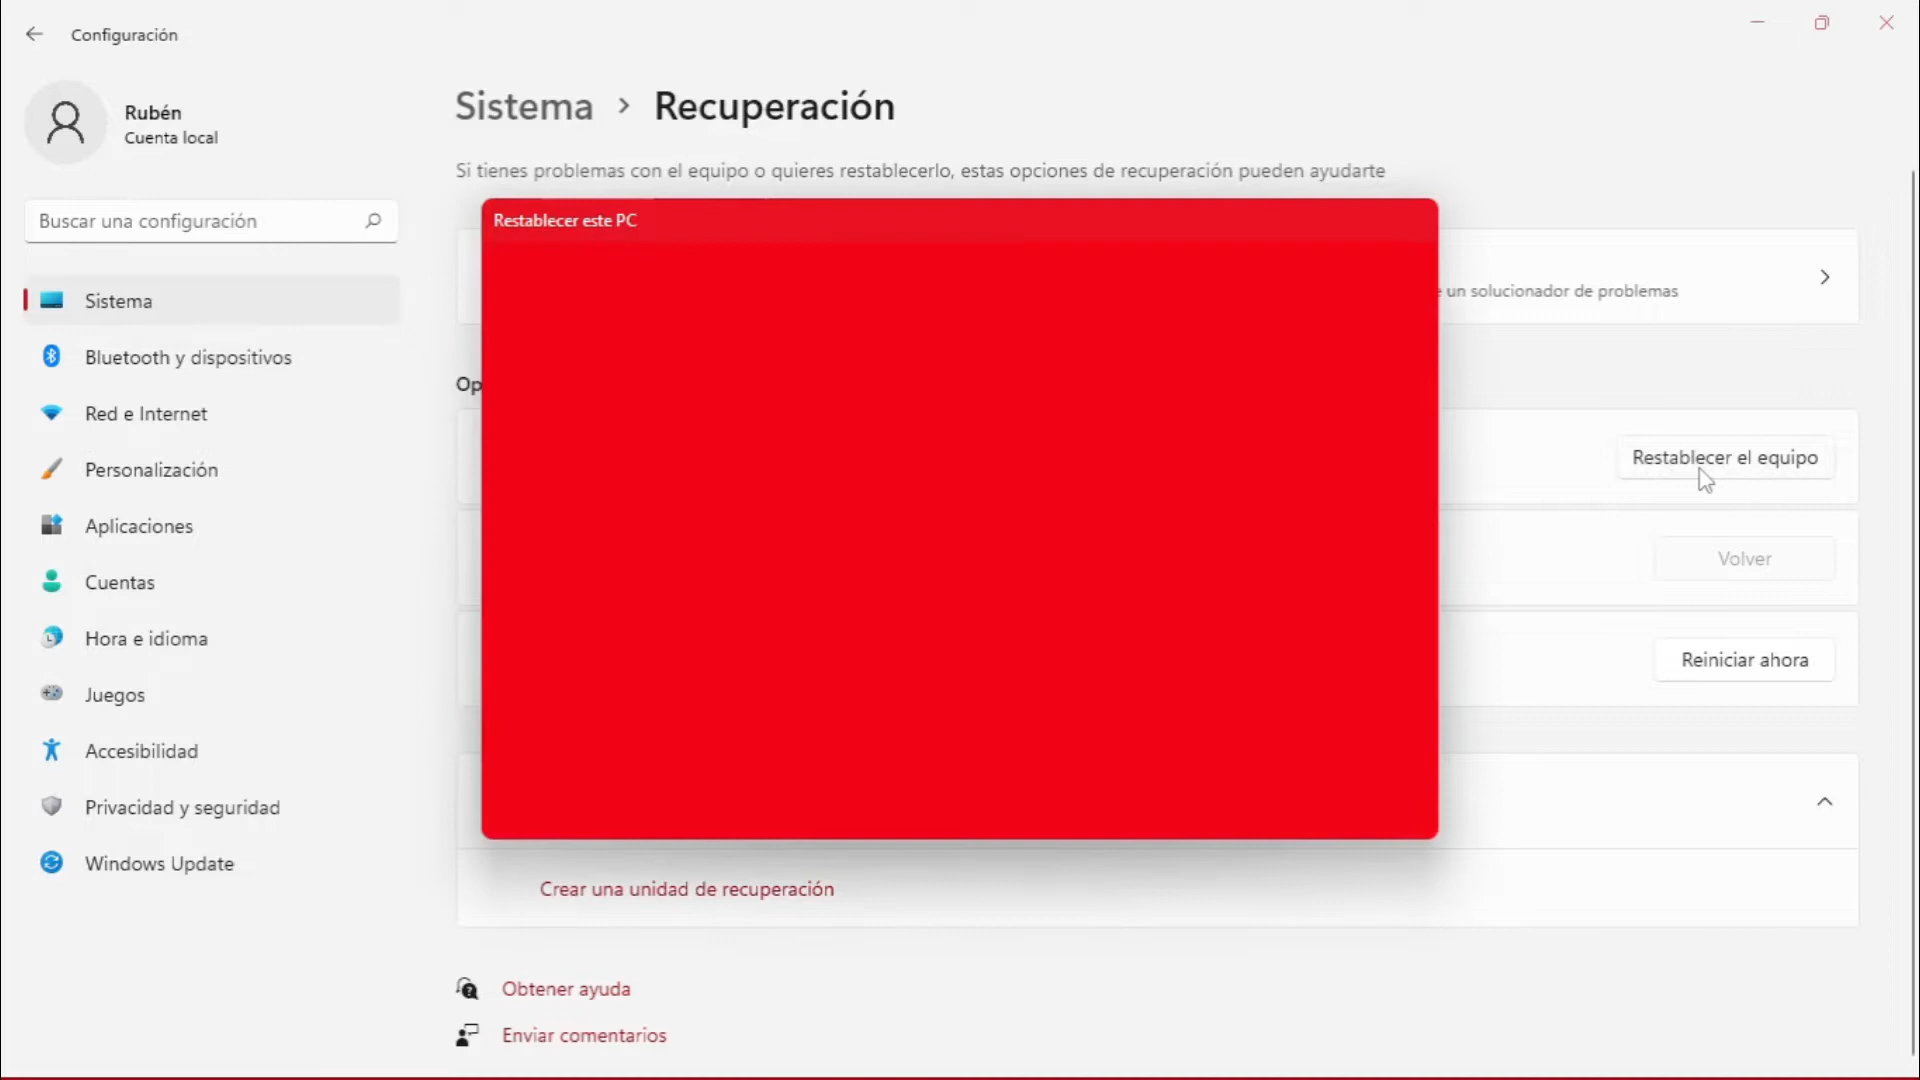 Configuración
Rubén
Cuenta local
Buscar una configuración
Sistema
Bluetooth y dispositivos
Red e Internet
Personalización
Aplicaciones
Cuentas
Hora e idioma
Juegos
Accesibilidad
Privacidad y seguridad
Windows Update
Sistema > Recuperación
Si tienes problemas con el equipo o quieres restablecerlo, estas opciones de recuperación pueden ayudarte
Restablecer este PC
un solucionador de problemas
Op
Restablecer el equipo
Volver
Reiniciar ahora
Crear una unidad de recuperación
Obtener ayuda
Enviar comentarios